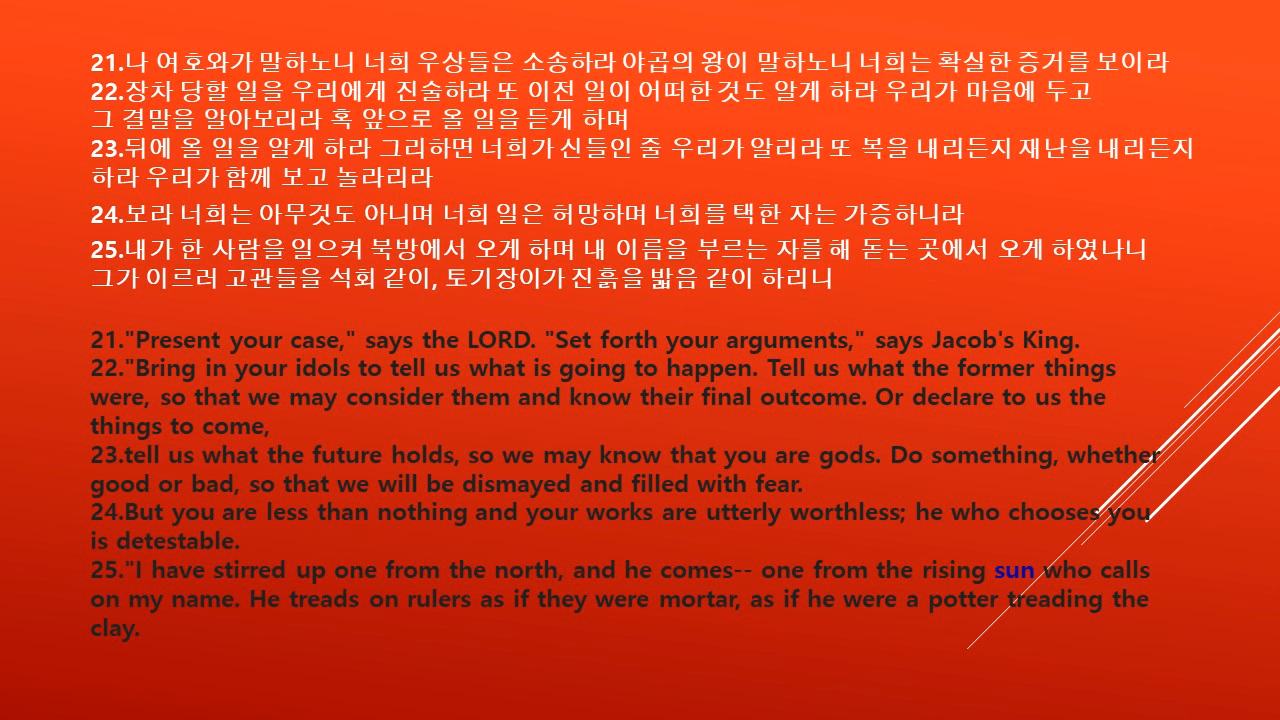 21.나 여호와가 말하노니 너희 우상들은 소송하라 야곱의 왕이 말하노니 너희는 확실한 증거를 보이라
22.장차 당할 일을 우리에게 진술하라 또 이전 일이 어떠한 것도 알게 하라 우리가 마음에 두고
그 결말을 알아보리라 혹 앞으로 올 일을 듣게 하며
23.뒤에 올 일을 알게 하라 그리하면 너희가 신들인 줄 우리가 알리라 또 복을 내리든지 재난을 내리든지
하라 우리가 함께 보고 놀라리라
24.보라 너희는 아무것도 아니며 너희 일은 허망하며 너희를 택한 자는 가증하니라
25.내가 한 사람을 일으켜 북방에서 오게 하며 내 이름을 부르는 자를 해 돋는 곳에서 오게 하였나니
그가 이르러 고관들을 석회 같이, 토기장이가 진흙을 밟음 같이 하리니
21."Present your case," says the LORD. "Set forth your arguments," says Jacob's King.
22."Bring in your idols to tell us what is going to happen. Tell us what the former things
were, so that we may consider them and know their final outcome. Or declare to us the
things to come,
23.tell us what the future holds, so we may know that you are gods. Do something, whether
good or bad, so that we will be dismayed and filled with fear.
24.But you are less than nothing and your works are utterly worthless; he who chooses you
is detestable.
25."I have stirred up one from the north, and he comes-- one from the rising sun who calls
on my name. He treads on rulers as if they were mortar, as if he were a potter treading the
clay.